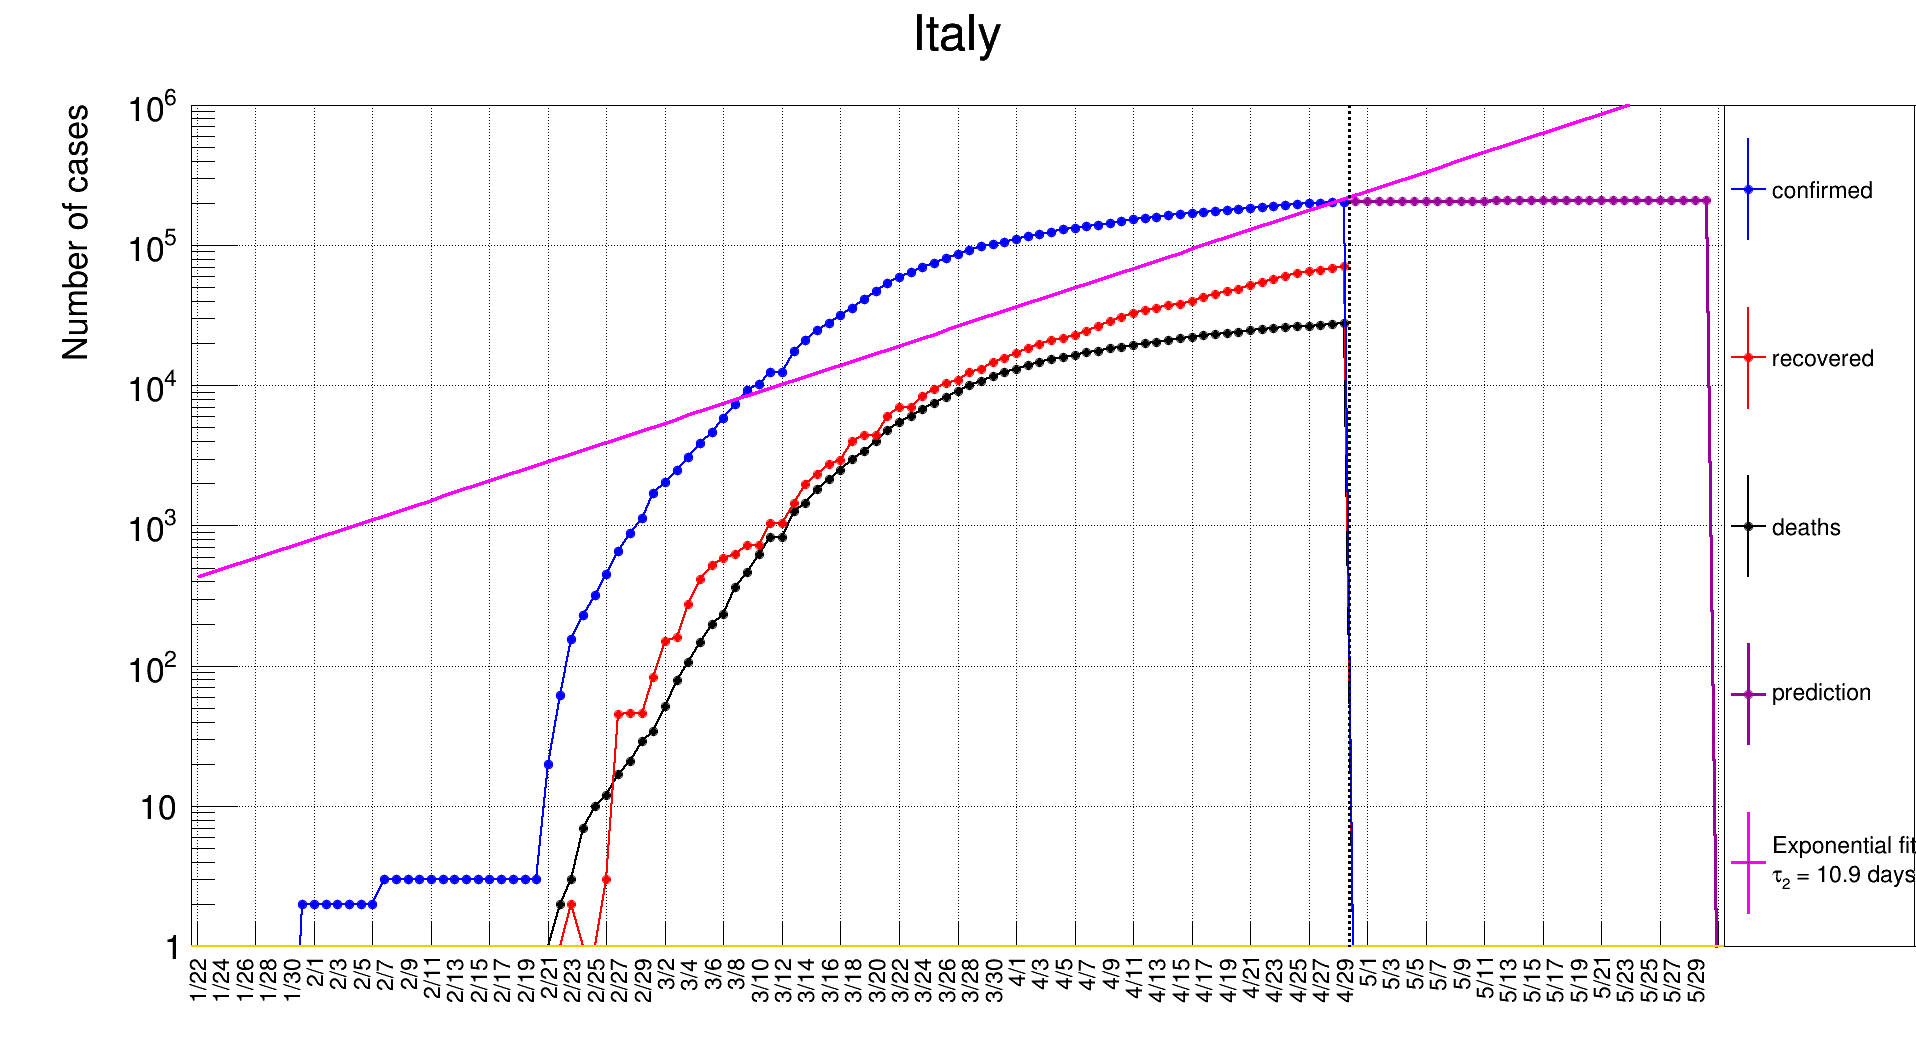 Italy
Number of cases
10^6
10^5
10^4
10^3
10^2
10
1
1/22 1/24 1/26 1/28 1/30 2/1 2/3 2/5 2/7 2/9 2/11 2/13 2/15 2/17 2/19 2/21 2/23 2/25 2/27 2/29 3/2 3/4 3/6 3/8 3/10 3/12 3/14 3/16 3/18 3/20 3/22 3/24 3/26 3/28 3/30 4/1 4/3 4/5 4/7 4/9 4/11 4/13 4/15 4/17 4/19 4/21 4/23 4/25 4/27 4/29 5/1 5/3 5/5 5/7 5/9 5/11 5/13 5/15 5/17 5/19 5/21 5/23 5/25 5/27 5/29
confirmed
recovered
deaths
prediction
Exponential fit
τ₂ = 10.9 days